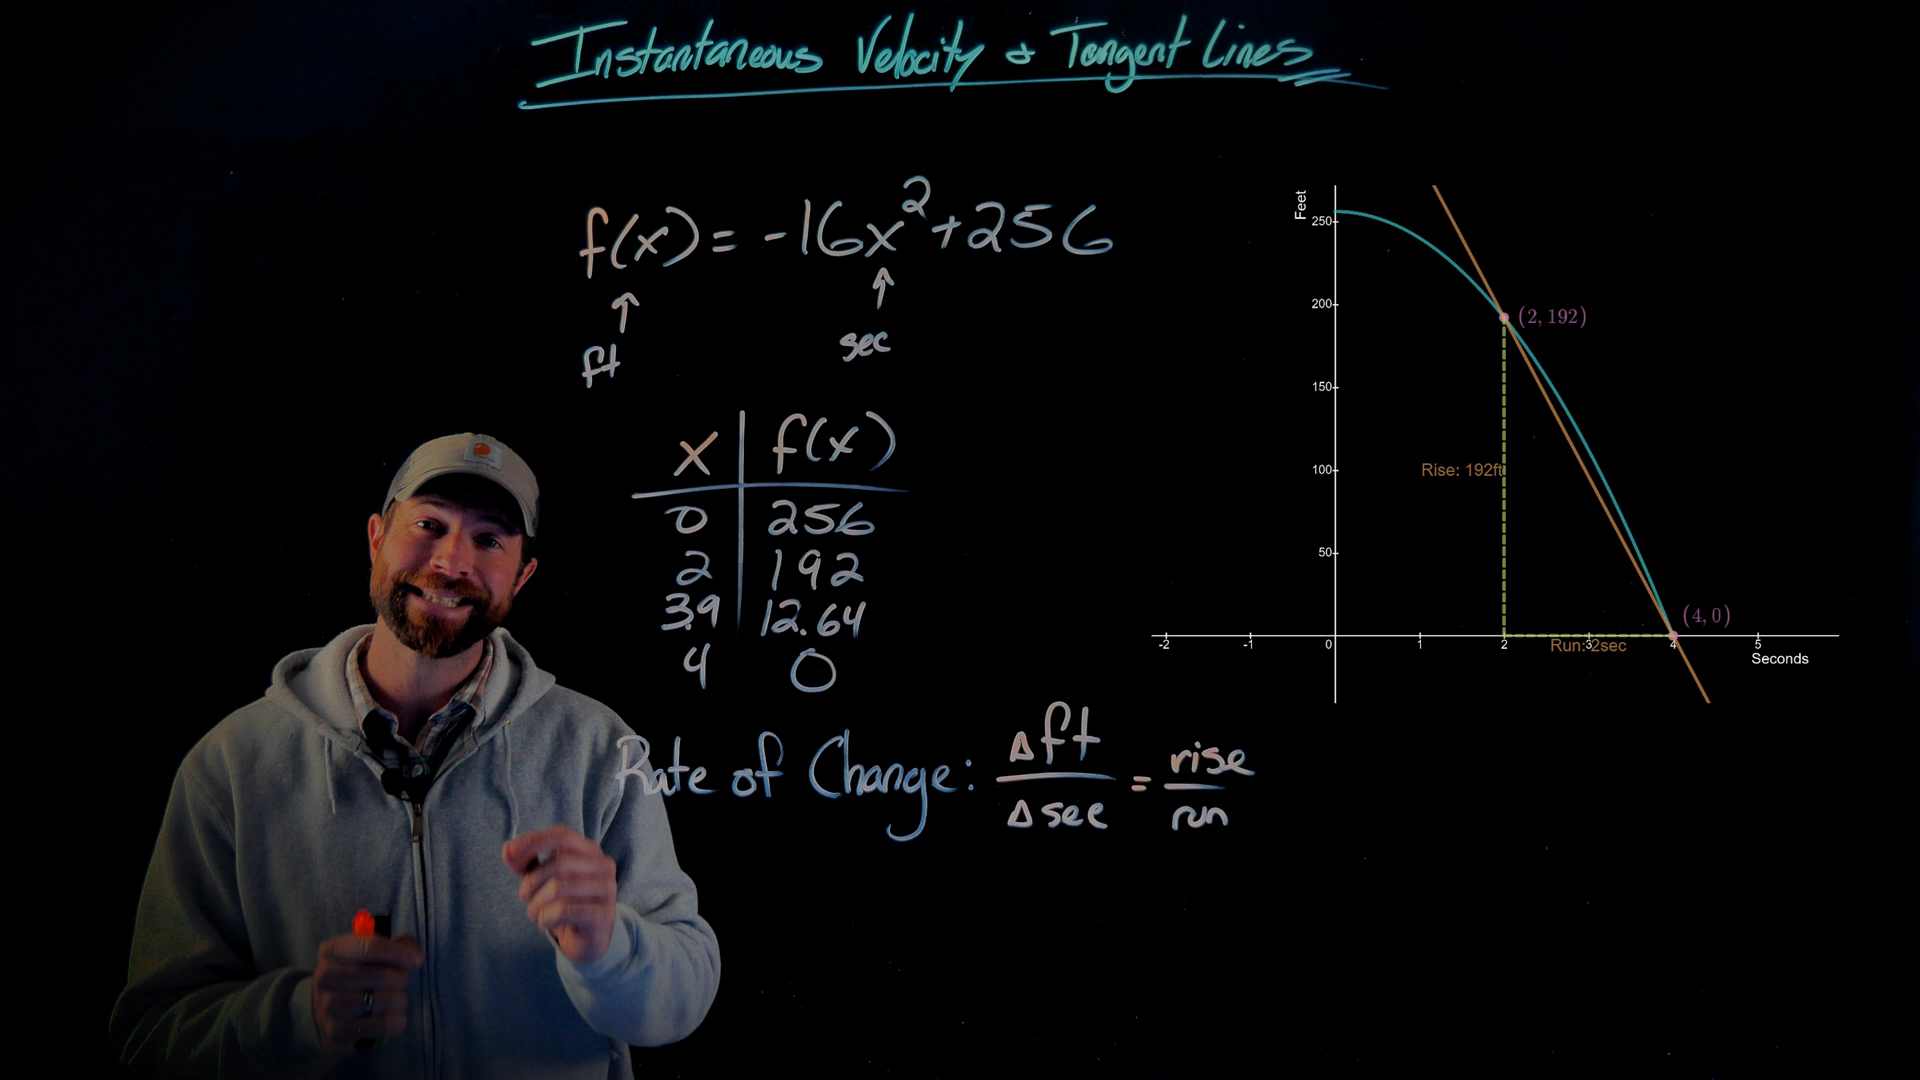 Instantaneous Velocity & Tangent Lines
f(x) = -16x²+256
↑ ↑
ft sec
x f(x)
0 256
2 192
3.9 12.64
4 0
Rate of Change: Δft/Δsec = rise/run
Feet
250
200
150
100
50
(2, 192)
Rise: 192ft
(4, 0)
-2 -1 0 1 2 3 4 5
Run: 2sec
Seconds